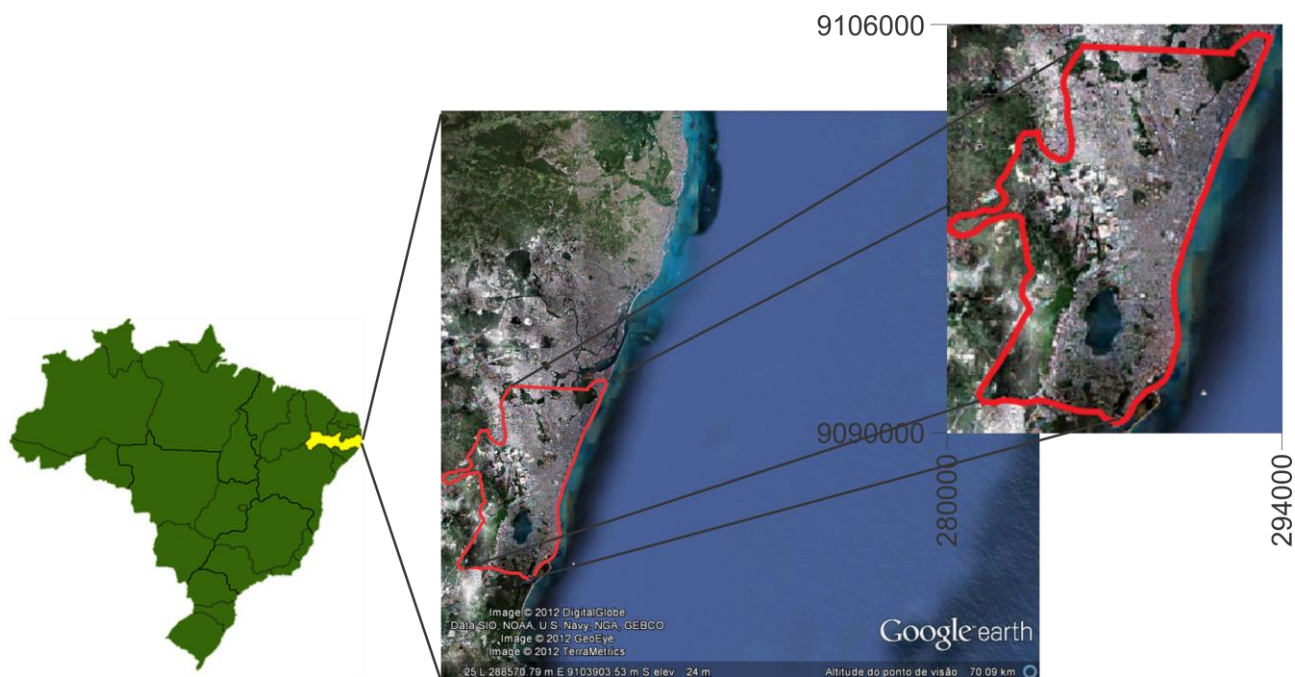 9106000
9090000
280000
294000
Image © 2012 DigitalGlobe
Data SIO, NOAA, U.S. Navy, NGA, GEBCO
Image © 2012 GeoEye
Image © 2012 TerraMetrics
Google earth
25 L 288570.79 m E 9103903.53 m S elev 24 m
Altitude do ponto de visão 70.09 km